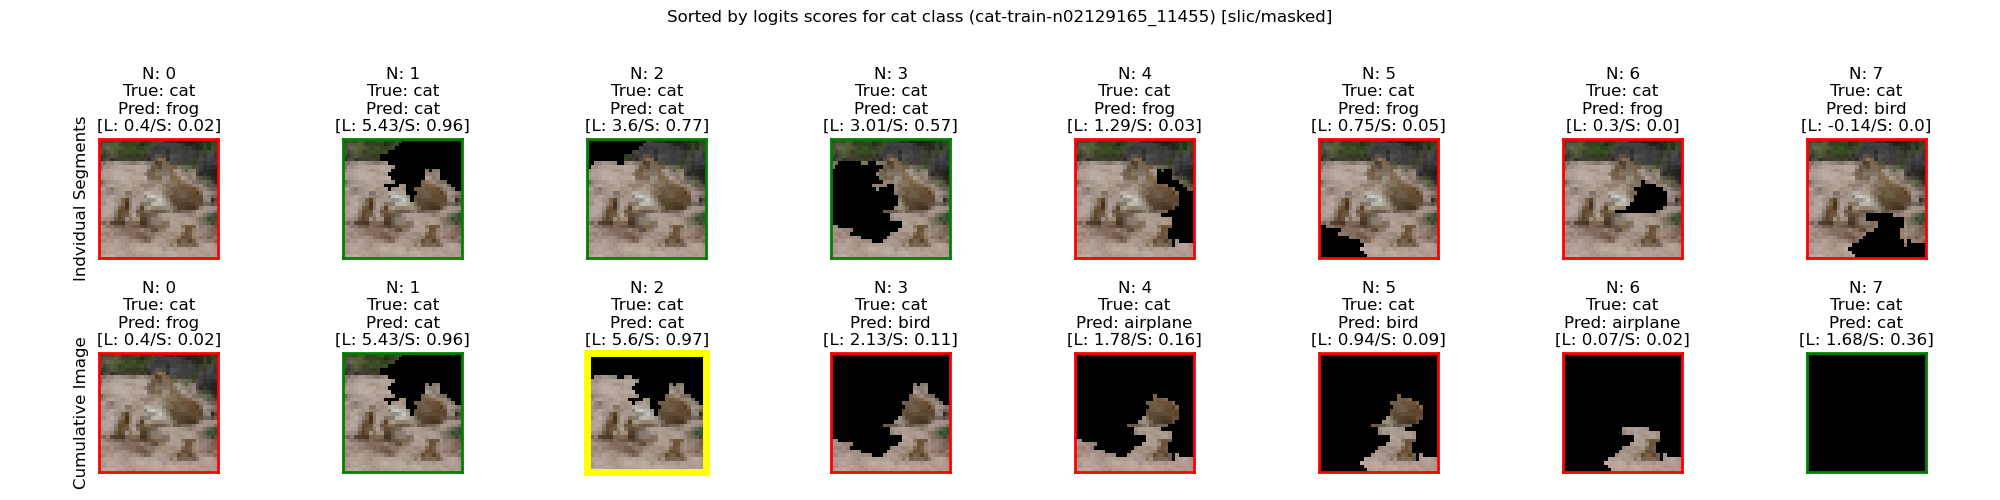 Sorted by logits scores for cat class (cat-train-n02129165_11455) [slic/masked]
Indvidual Segments
N: 0
True: cat
Pred: frog
[L: 0.4/S: 0.02]
N: 1
True: cat
Pred: cat
[L: 5.43/S: 0.96]
N: 2
True: cat
Pred: cat
[L: 3.6/S: 0.77]
N: 3
True: cat
Pred: cat
[L: 3.01/S: 0.57]
N: 4
True: cat
Pred: frog
[L: 1.29/S: 0.03]
N: 5
True: cat
Pred: frog
[L: 0.75/S: 0.05]
N: 6
True: cat
Pred: frog
[L: 0.3/S: 0.0]
N: 7
True: cat
Pred: bird
[L: -0.14/S: 0.0]
Cumulative Image
N: 0
True: cat
Pred: frog
[L: 0.4/S: 0.02]
N: 1
True: cat
Pred: cat
[L: 5.43/S: 0.96]
N: 2
True: cat
Pred: cat
[L: 5.6/S: 0.97]
N: 3
True: cat
Pred: bird
[L: 2.13/S: 0.11]
N: 4
True: cat
Pred: airplane
[L: 1.78/S: 0.16]
N: 5
True: cat
Pred: bird
[L: 0.94/S: 0.09]
N: 6
True: cat
Pred: airplane
[L: 0.07/S: 0.02]
N: 7
True: cat
Pred: cat
[L: 1.68/S: 0.36]